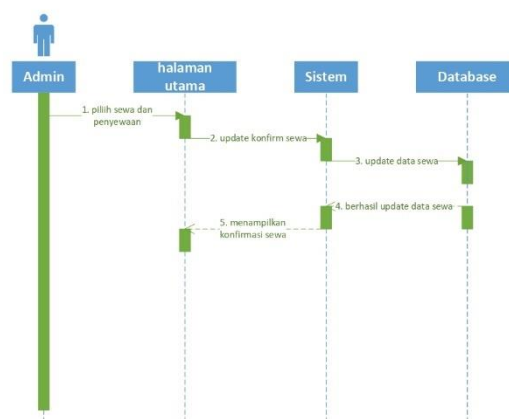 Admin
halaman
utama
Sistem
Database
1. pillih sewa dan
penyewaan
2. update konfirm sewa
3. update data sewa
4. berhasil update data sewa
5. menampilkan
konfirmasi sewa